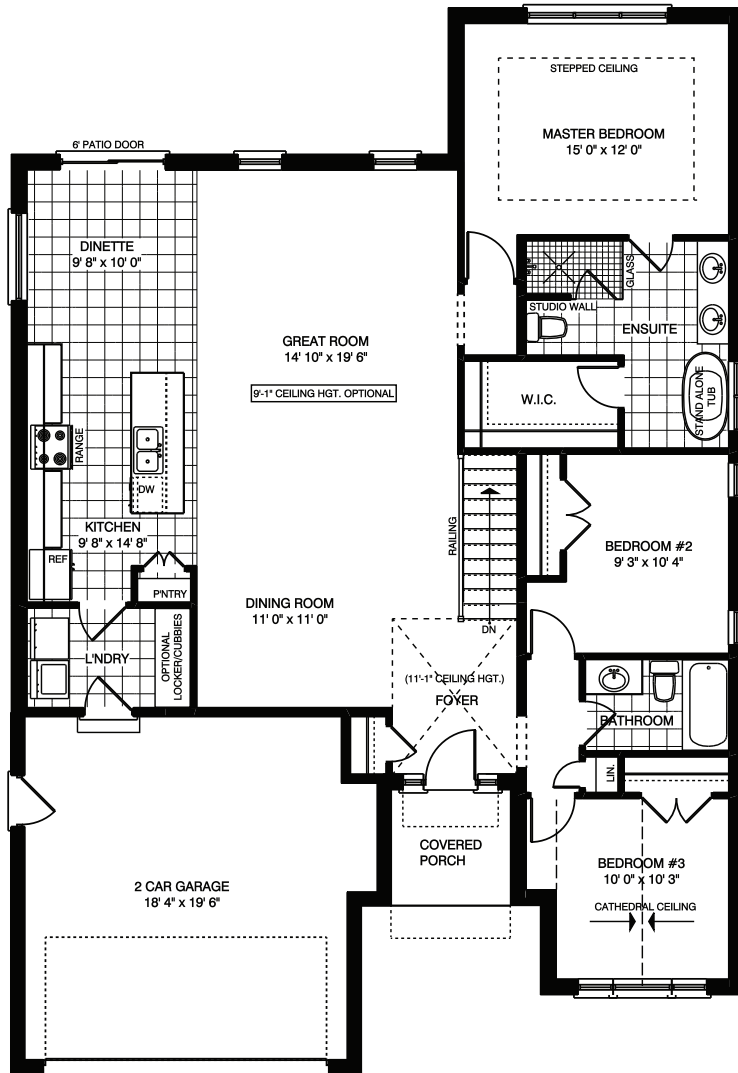 STEPPED CEILING
MASTER BEDROOM
15' 0" x 12' 0"
6' PATIO DOOR
DINETTE
9' 8" x 10' 0"
GLASS
STUDIO WALL
ENSUITE
GREAT ROOM
14' 10" x 19' 6"
9'-1" CEILING HGT. OPTIONAL
W.I.C.
STAND ALONE
TUB
RANGE
DW
KITCHEN
9' 8" x 14' 8"
REF
P'NTRY
RAILING
BEDROOM #2
9' 3" x 10' 4"
DINING ROOM
11' 0" x 11' 0"
DN
L'NDRY
OPTIONAL
LOCKER/CUBBIES
(11'-1" CEILING HGT.)
FOYER
BATHROOM
LIN.
COVERED
PORCH
BEDROOM #3
10' 0" x 10' 3"
CATHEDRAL CEILING
2 CAR GARAGE
18' 4" x 19' 6"